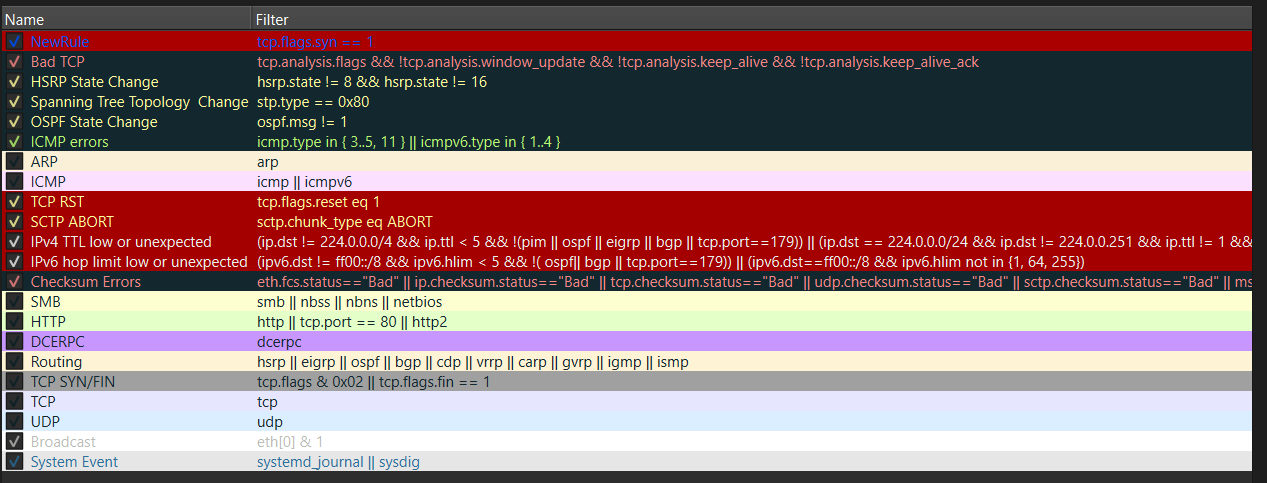 Name Filter
NewRule tcp.flags.syn == 1
Bad TCP tcp.analysis.flags && !tcp.analysis.window_update && !tcp.analysis.keep_alive && !tcp.analysis.keep_alive_ack
HSRP State Change hsrp.state != 8 && hsrp.state != 16
Spanning Tree Topology  Change stp.type == 0x80
OSPF State Change ospf.msg != 1
ICMP errors icmp.type in { 3..5, 11 } || icmpv6.type in { 1..4 }
ARP arp
ICMP icmp || icmpv6
TCP RST tcp.flags.reset eq 1
SCTP ABORT sctp.chunk_type eq ABORT
IPv4 TTL low or unexpected (ip.dst != 224.0.0.0/4 && ip.ttl < 5 && !(pim || ospf || eigrp || bgp || tcp.port==179)) || (ip.dst == 224.0.0.0/24 && ip.dst != 224.0.0.251 && ip.ttl != 1 &&
IPv6 hop limit low or unexpected (ipv6.dst != ff00::/8 && ipv6.hlim < 5 && !( ospf|| bgp || tcp.port==179)) || (ipv6.dst==ff00::/8 && ipv6.hlim not in {1, 64, 255})
Checksum Errors eth.fcs.status=="Bad" || ip.checksum.status=="Bad" || tcp.checksum.status=="Bad" || udp.checksum.status=="Bad" || sctp.checksum.status=="Bad" || ms
SMB smb || nbss || nbns || netbios
HTTP http || tcp.port == 80 || http2
DCERPC dcerpc
Routing hsrp || eigrp || ospf || bgp || cdp || vrrp || carp || gvrp || igmp || ismp
TCP SYN/FIN tcp.flags & 0x02 || tcp.flags.fin == 1
TCP tcp
UDP udp
Broadcast eth[0] & 1
System Event systemd_journal || sysdig